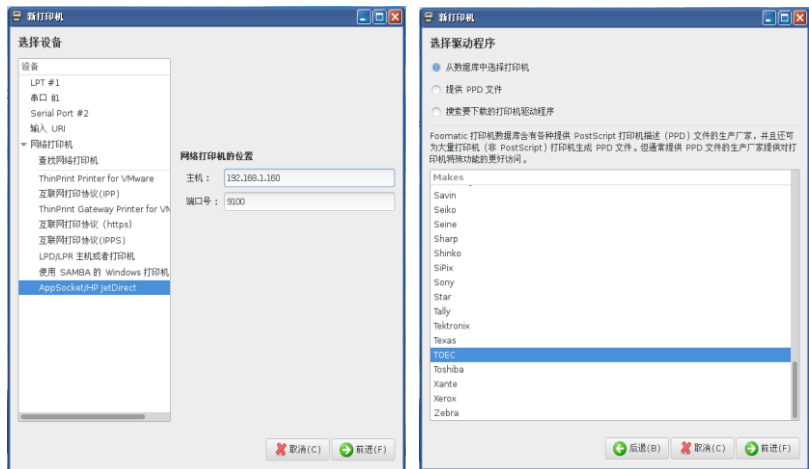 新打印机
选择设备
设备
LPT #1
串口 #1
Serial Port #2
输入 URI
网络打印机
查找网络打印机
ThinPrint Printer for VMware
互联网打印协议(IPP)
ThinPrint Gateway Printer for VM
互联网打印协议 (https)
互联网打印协议(IPPS)
LPD/LPR 主机或者打印机
使用 SAMBA 的 Windows 打印机
AppSocket/HP JetDirect
网络打印机的位置
主机： 192.168.1.160
端口号： 9100
取消(C) 前进(F)
新打印机
选择驱动程序
从数据库中选择打印机
提供 PPD 文件
搜索要下载的打印机驱动程序
Foomatic 打印机数据库含有各种提供 PostScript 打印机描述（PPD）文件的生产厂家，并且还可
为大量打印机（非 PostScript）打印机生成 PPD 文件。但通常提供 PPD 文件的生产厂家提供对打
印机特殊功能的更好访问。
Makes
Savin
Seiko
Seine
Sharp
Shinko
SiPix
Sony
Star
Tally
Tektronix
Texas
TOEC
Toshiba
Xante
Xerox
Zebra
后退(B) 取消(C) 前进(F)